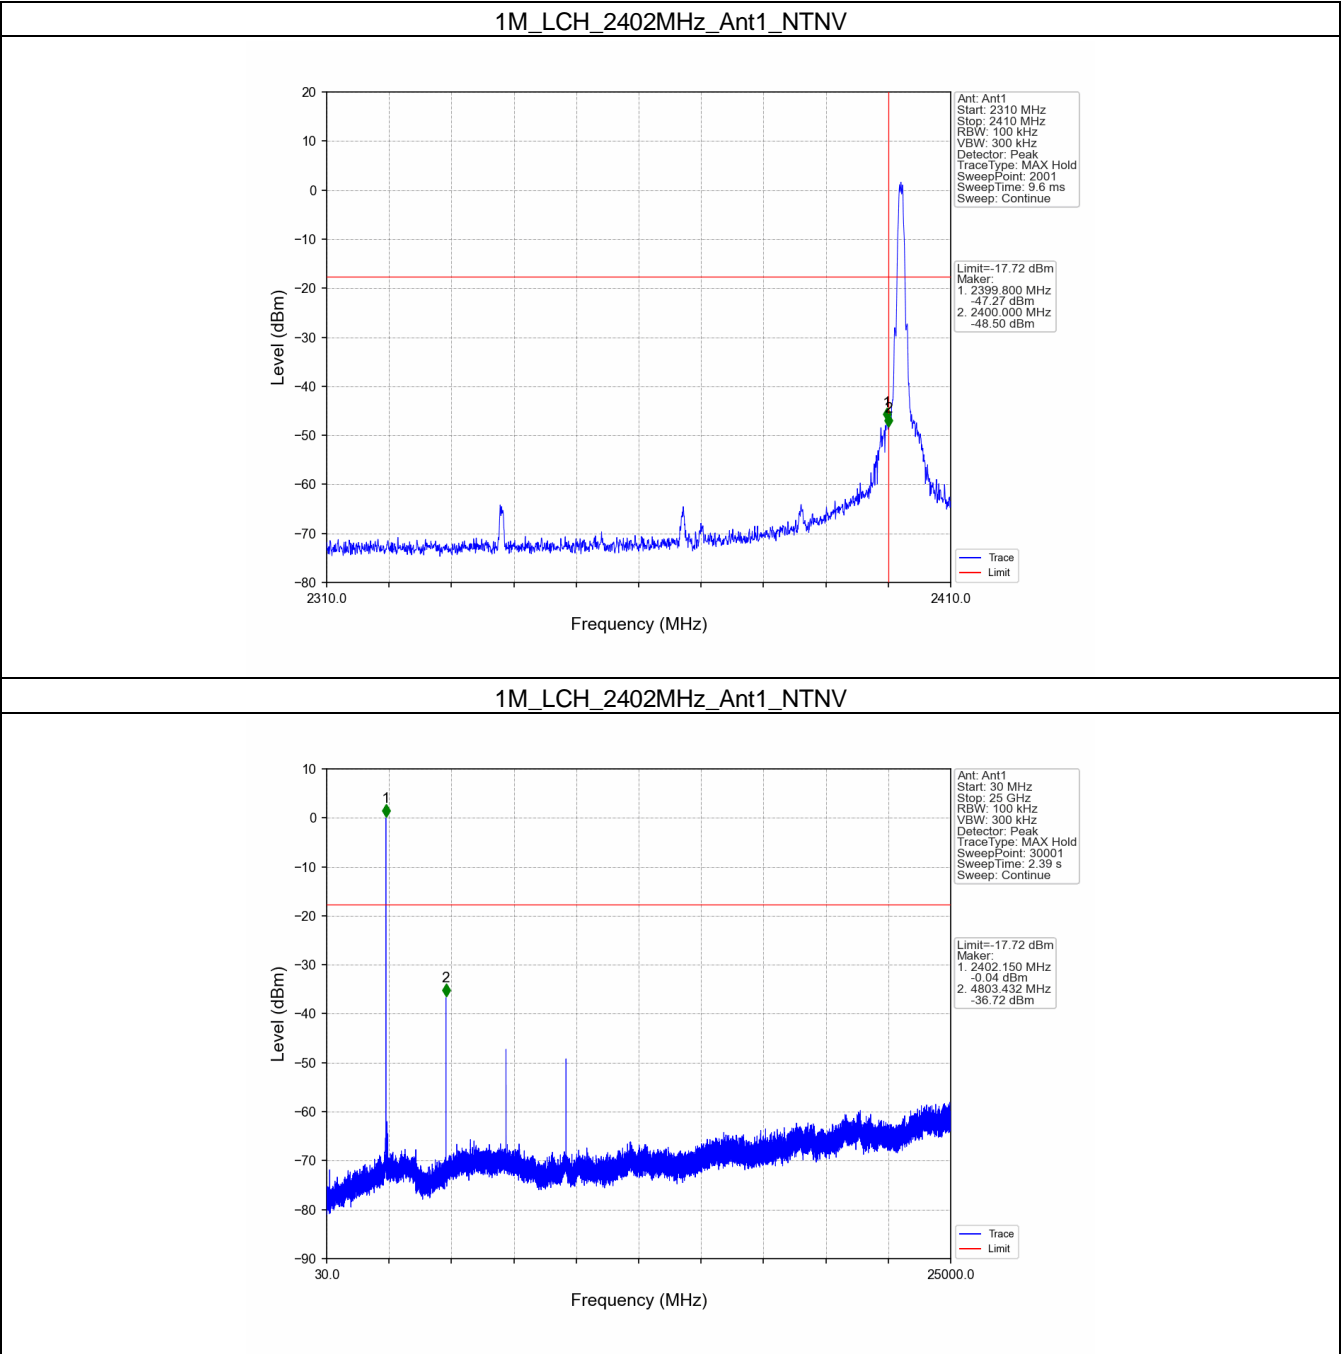 1M_LCH_2402MHz_Ant1_NTNV
20
10
0
−10
−20
−30
−40
−50
−60
−70
−80
Level (dBm)
1
2
2310.0
2410.0
Frequency (MHz)
Ant: Ant1
Start: 2310 MHz
Stop: 2410 MHz
RBW: 100 kHz
VBW: 300 kHz
Detector: Peak
TraceType: MAX Hold
SweepPoint: 2001
SweepTime: 9.6 ms
Sweep: Continue
Limit=-17.72 dBm
Maker:
1. 2399.800 MHz
-47.27 dBm
2. 2400.000 MHz
-48.50 dBm
Trace
Limit
1M_LCH_2402MHz_Ant1_NTNV
10
0
−10
−20
−30
−40
−50
−60
−70
−80
−90
Level (dBm)
1
2
30.0
25000.0
Frequency (MHz)
Ant: Ant1
Start: 30 MHz
Stop: 25 GHz
RBW: 100 kHz
VBW: 300 kHz
Detector: Peak
TraceType: MAX Hold
SweepPoint: 30001
SweepTime: 2.39 s
Sweep: Continue
Limit=-17.72 dBm
Maker:
1. 2402.150 MHz
-0.04 dBm
2. 4803.432 MHz
-36.72 dBm
Trace
Limit